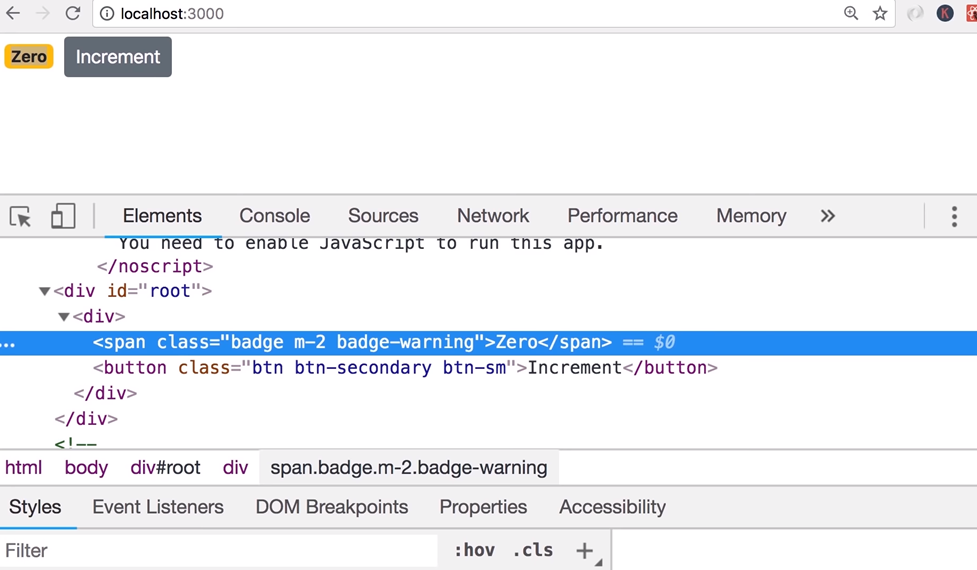 localhost:3000
K
Zero Increment
Elements Console Sources Network Performance Memory »
You need to enable JavaScript to run this app.
</noscript>
▼<div id="root">
▼<div>
... <span class="badge m-2 badge-warning">Zero</span> == $0
<button class="btn btn-secondary btn-sm">Increment</button>
</div>
</div>
<!--
html body div#root div span.badge.m-2.badge-warning
Styles Event Listeners DOM Breakpoints Properties Accessibility
Filter :hov .cls +